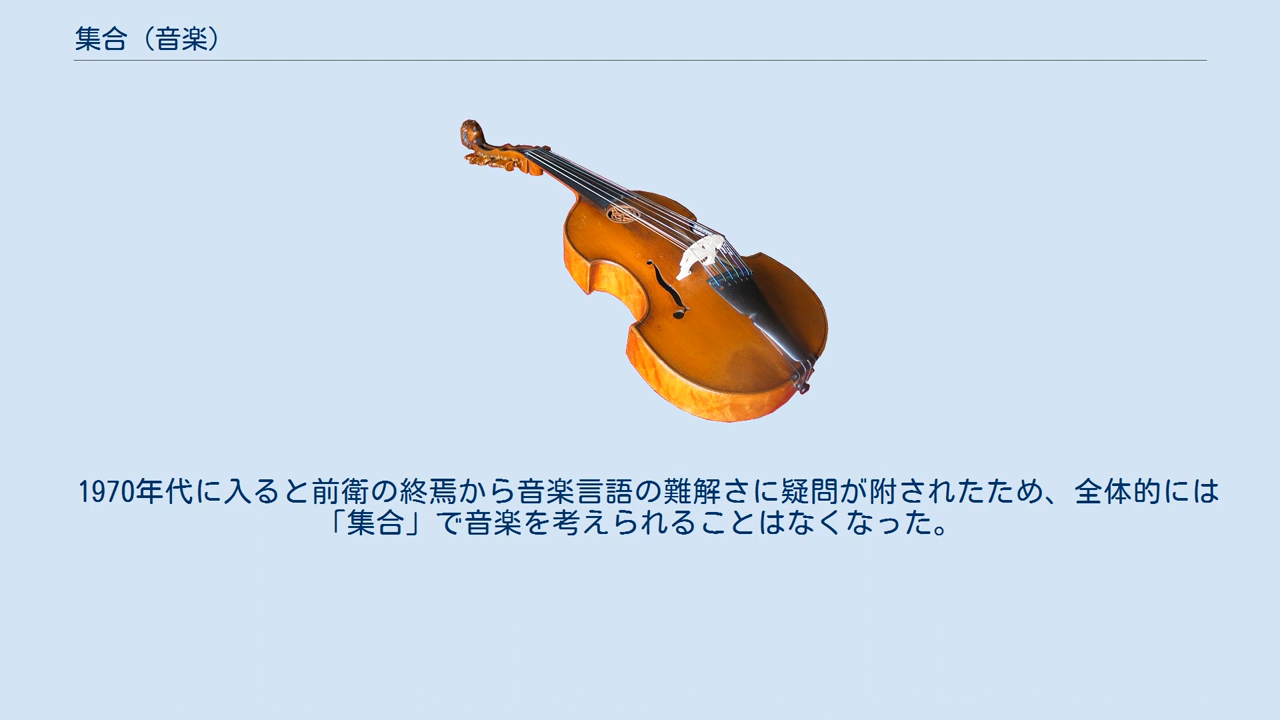 集合（音楽）
1970年代に入ると前衛の終焉から音楽言語の難解さに疑問が附されたため、全体的には
「集合」で音楽を考えられることはなくなった。